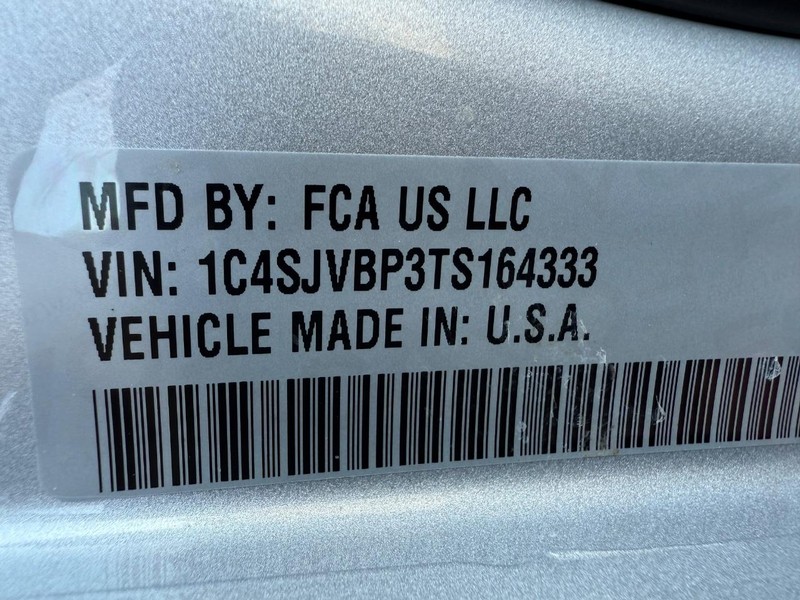 MFD BY: FCA US LLC
VIN: 1C4SJVBP3TS164333
VEHICLE MADE IN: U.S.A.